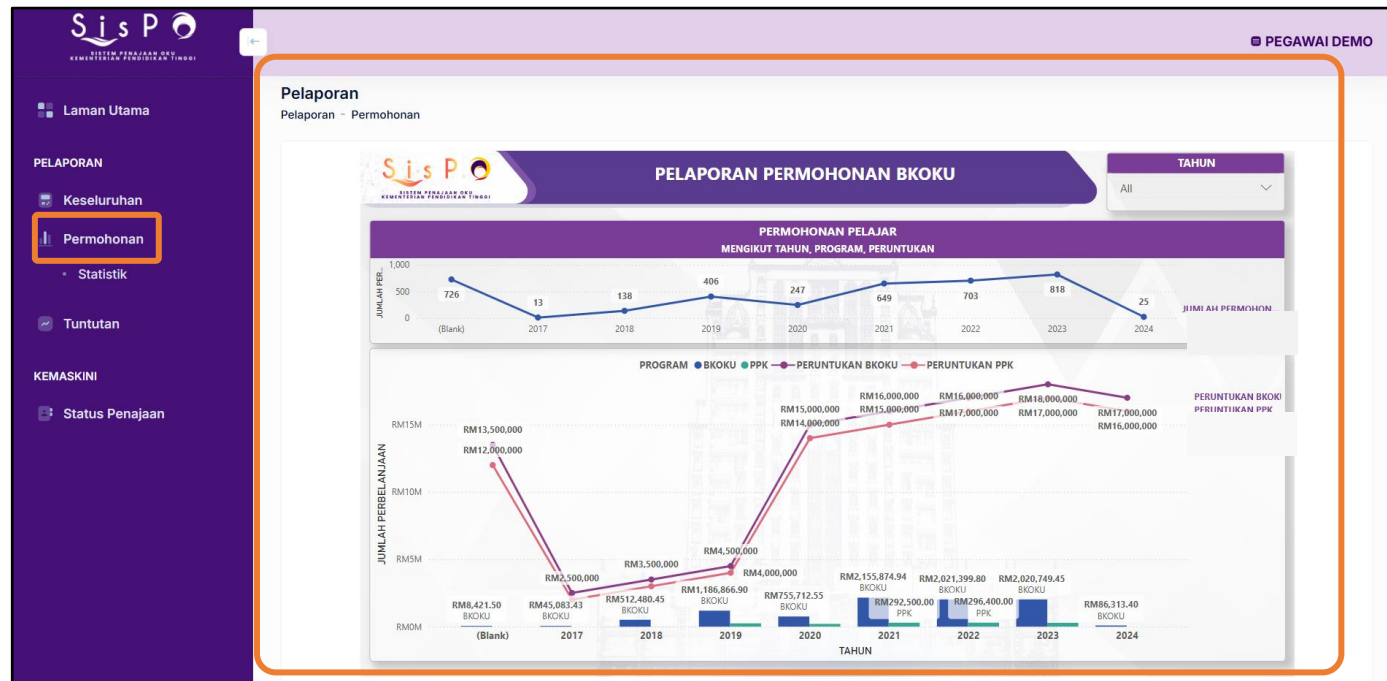 SisPO
SISTEM PENAJAAN OKU
KEMENTERIAN PENDIDIKAN TINGGI
PEGAWAI DEMO
Laman Utama
PELAPORAN
Keseluruhan
Permohonan
Statistik
Tuntutan
KEMASKINI
Status Penajaan
Pelaporan
Pelaporan - Permohonan
SisPO
SISTEM PENAJAAN OKU
KEMENTERIAN PENDIDIKAN TINGGI
PELAPORAN PERMOHONAN BKOKU
TAHUN
All
PERMOHONAN PELAJAR
MENGIKUT TAHUN, PROGRAM, PERUNTUKAN
JUMLAH PER...
1,000
500
0
726 13 138 406 247 649 703 818 25
JUMLAH PERMOHON...
(Blank) 2017 2018 2019 2020 2021 2022 2023 2024
PROGRAM BKOKU PPK PERUNTUKAN BKOKU PERUNTUKAN PPK
JUMLAH PERBELANJAAN
RM15M
RM10M
RM5M
RM0M
RM13,500,000 RM2,500,000 RM3,500,000 RM4,500,000 RM15,000,000 RM16,000,000 RM16,000,000 RM18,000,000 RM17,000,000
RM12,000,000 RM4,000,000 RM14,000,000 RM15,000,000 RM17,000,000 RM17,000,000 RM16,000,000
PERUNTUKAN BKOKU
PERUNTUKAN PPK
RM8,421.50 RM45,083.43 RM512,480.45 RM1,186,866.90 RM755,712.55 RM2,155,874.94 RM2,021,399.80 RM2,020,749.45 RM86,313.40
BKOKU BKOKU BKOKU BKOKU BKOKU BKOKU BKOKU BKOKU BKOKU
RM292,500.00 RM296,400.00
PPK PPK
(Blank) 2017 2018 2019 2020 2021 2022 2023 2024
TAHUN